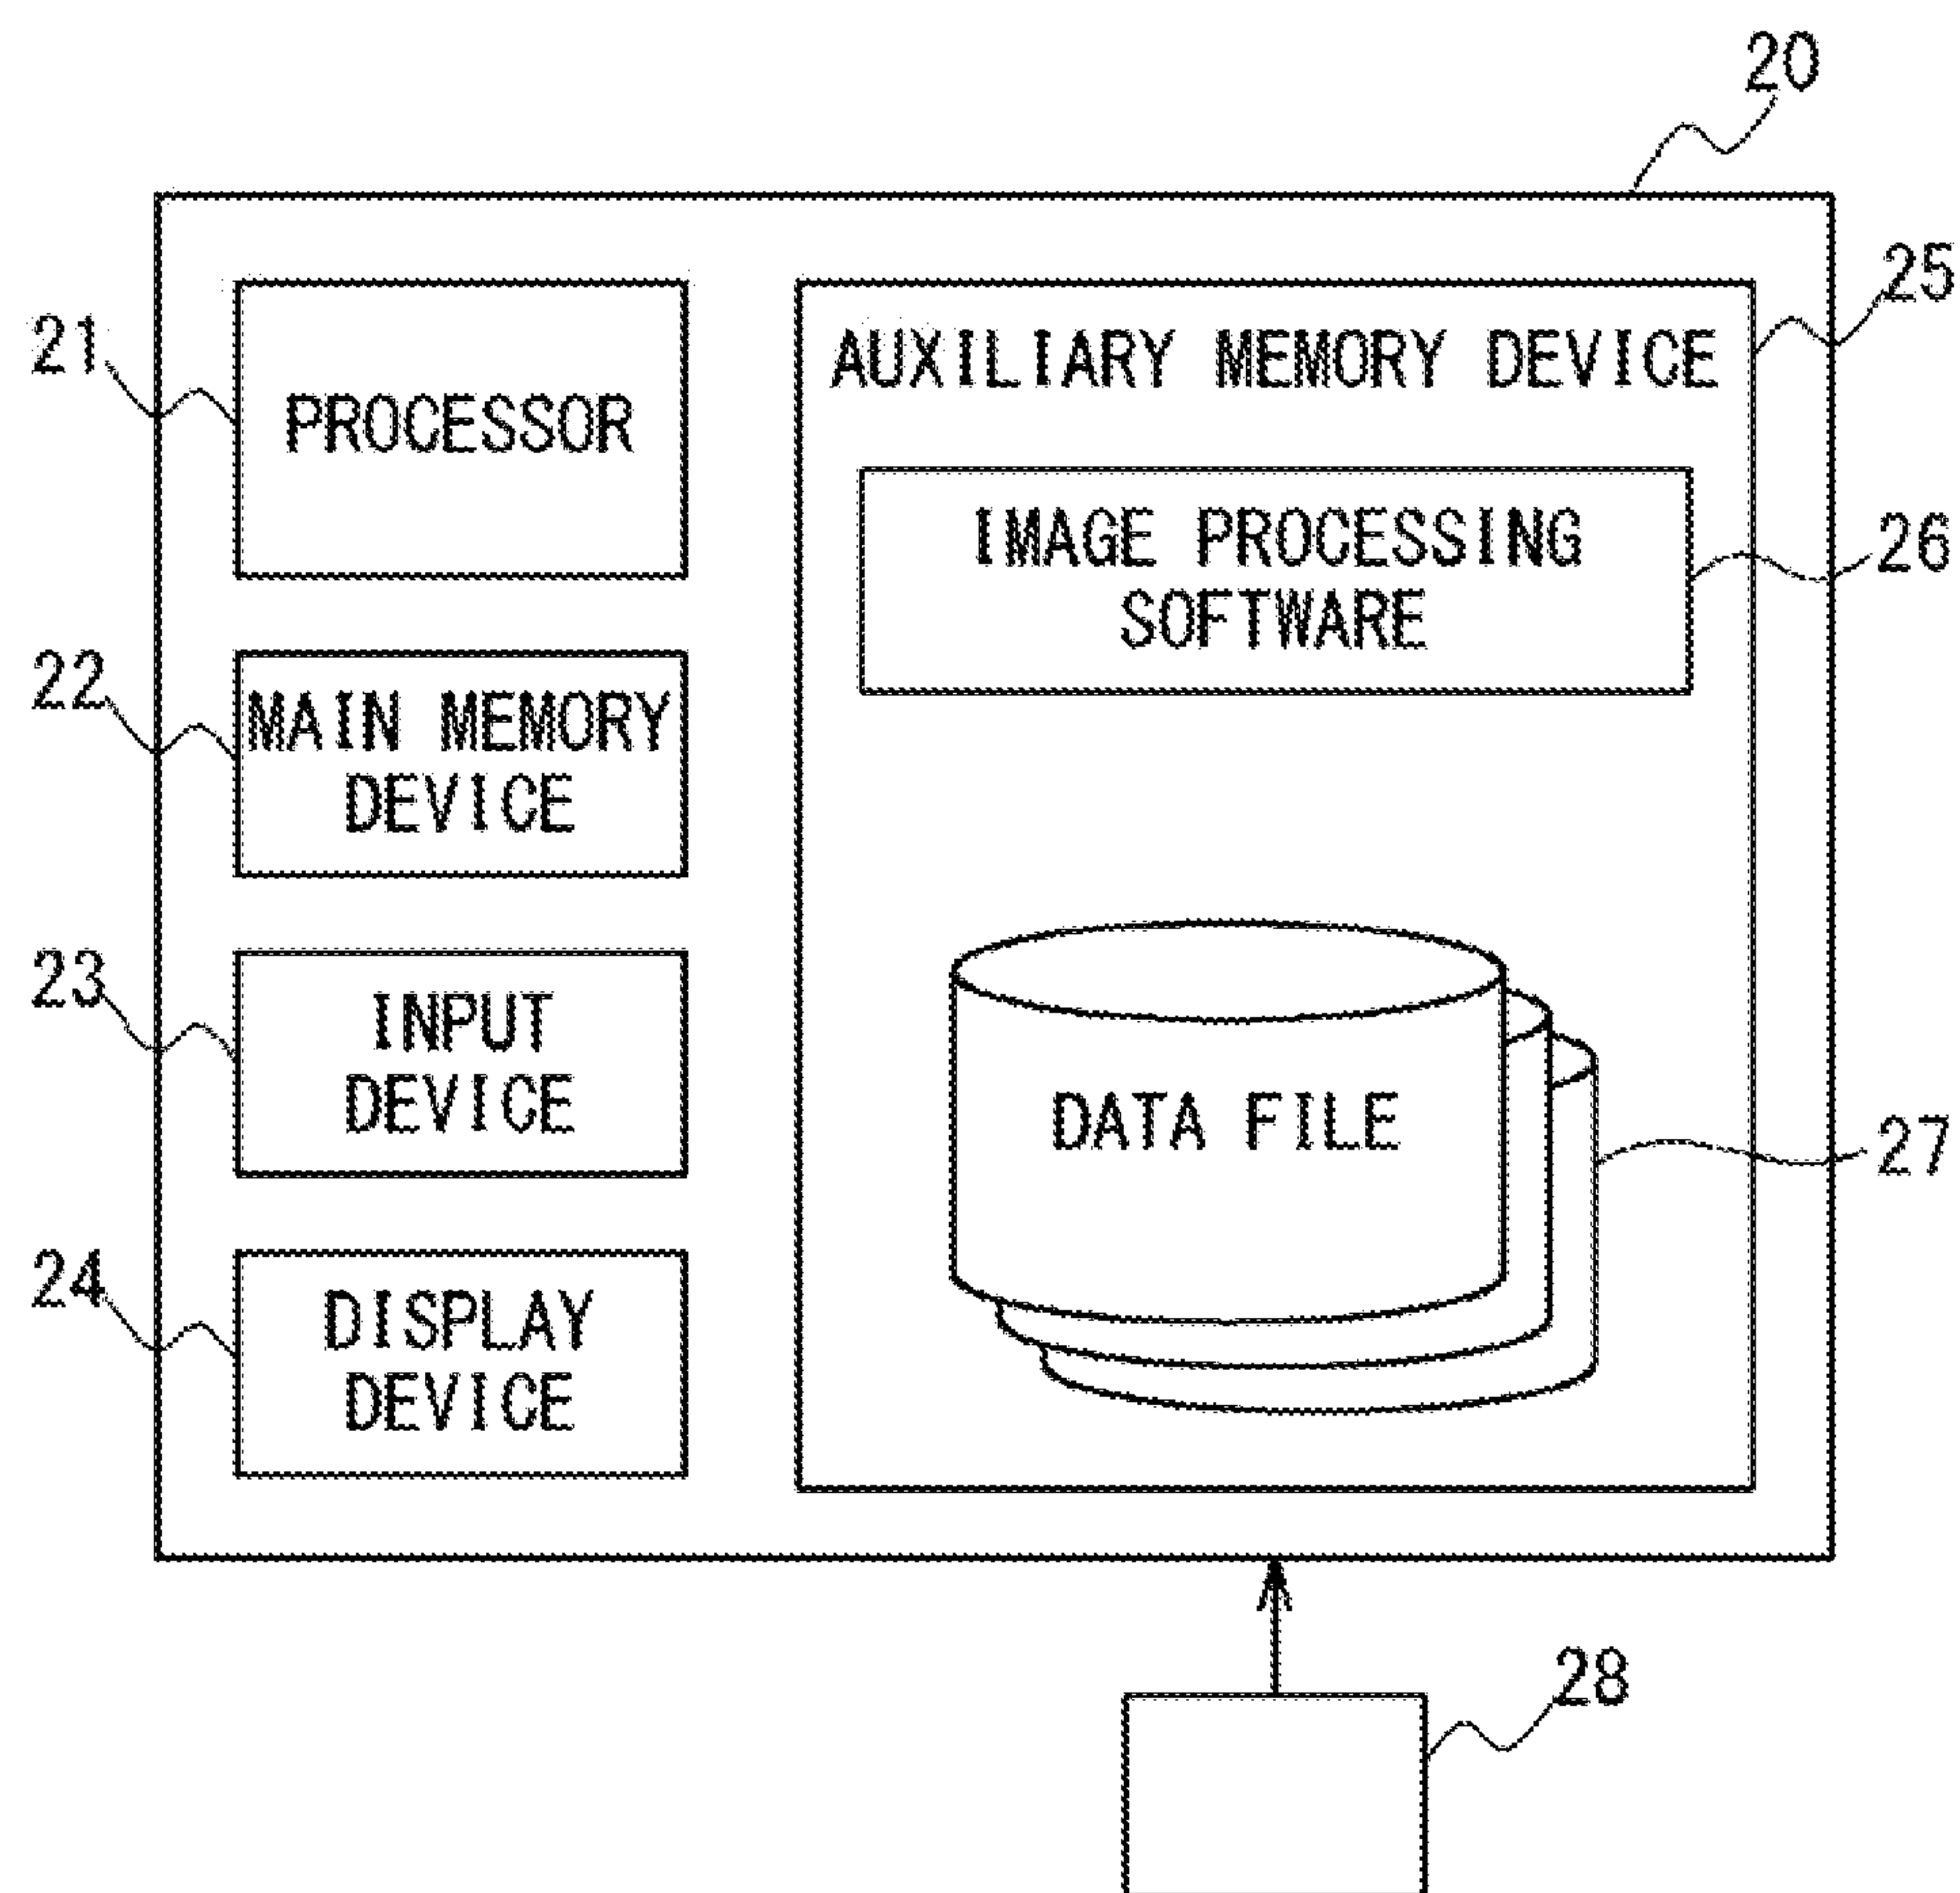 20
25
21
PROCESSOR
AUXILIARY MEMORY DEVICE
IMAGE PROCESSING
SOFTWARE
26
22
MAIN MEMORY
DEVICE
23
INPUT
DEVICE
DATA FILE
27
24
DISPLAY
DEVICE
28